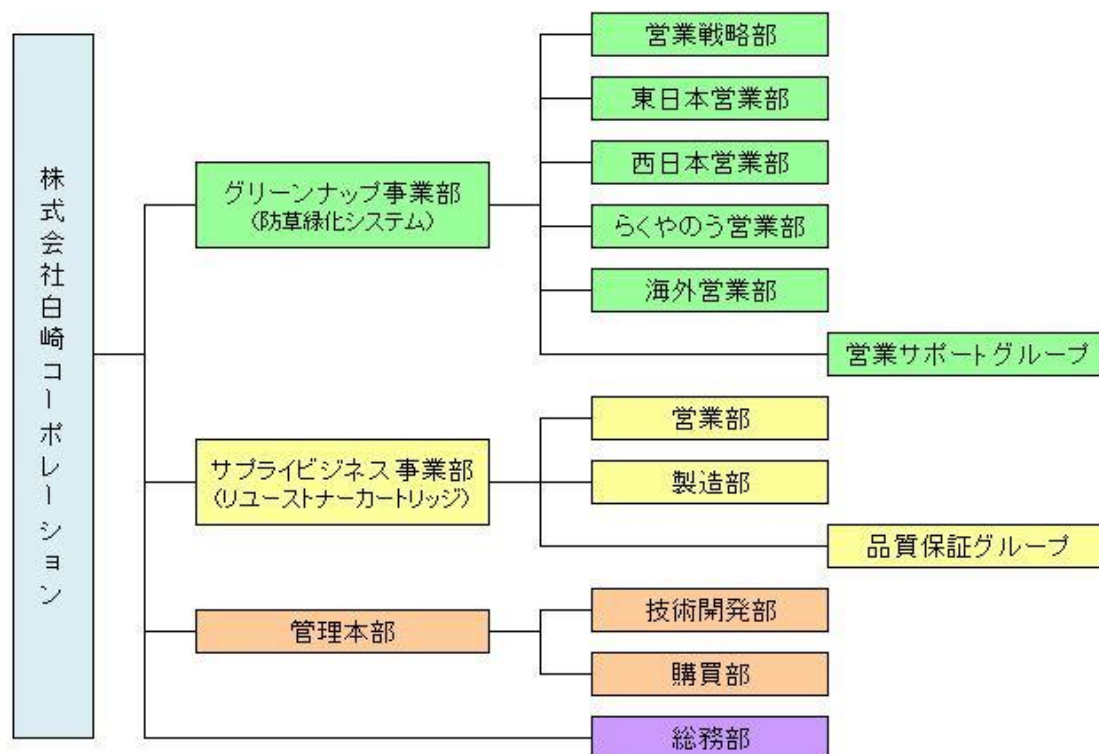 株式会社白崎コーポレーション
グリーンナップ事業部
(防草緑化システム)
営業戦略部
東日本営業部
西日本営業部
らくやのう営業部
海外営業部
営業サポートグループ
サプライビジネス事業部
(リユーストナーカートリッジ)
営業部
製造部
品質保証グループ
管理本部
技術開発部
購買部
総務部